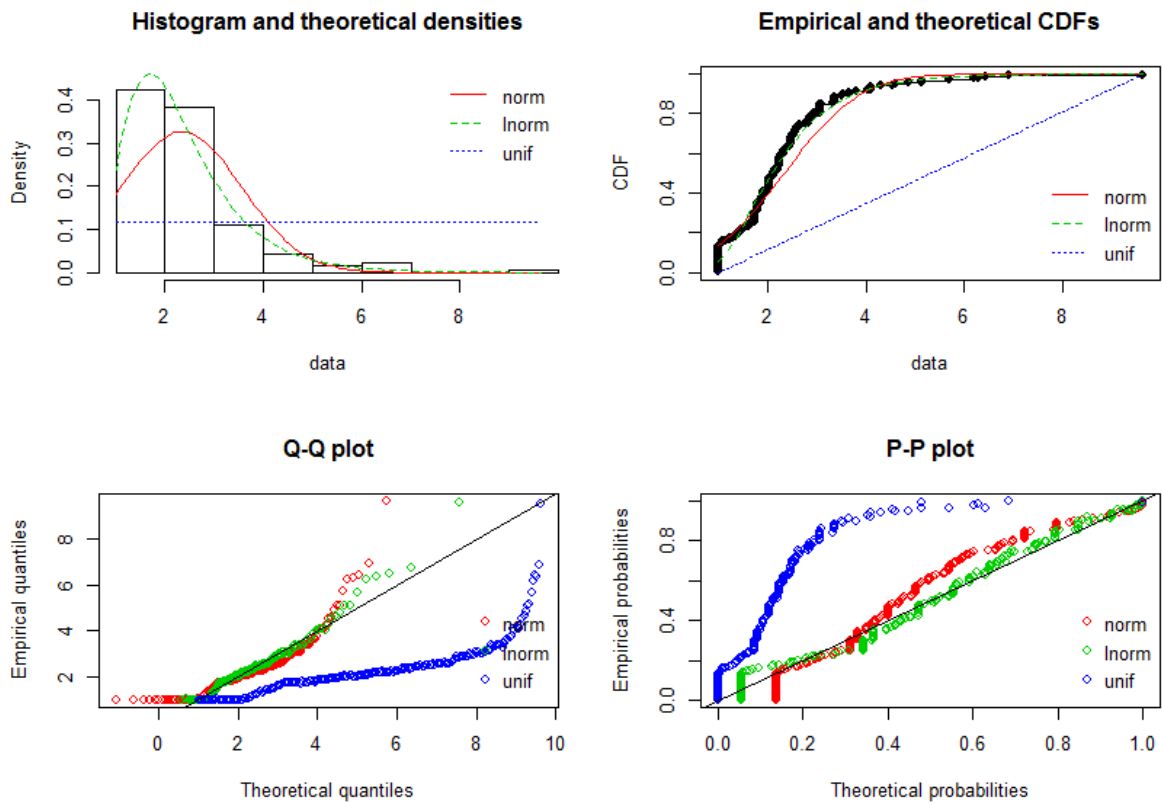 Histogram and theoretical densities
Density
0.0 0.1 0.2 0.3 0.4
norm
lnorm
unif
2 4 6 8
data
Empirical and theoretical CDFs
CDF
0.0 0.4 0.8
norm
lnorm
unif
2 4 6 8
data
Q-Q plot
Empirical quantiles
2 4 6 8
norm
lnorm
unif
0 2 4 6 8 10
Theoretical quantiles
P-P plot
Empirical probabilities
0.0 0.4 0.8
norm
lnorm
unif
0.0 0.2 0.4 0.6 0.8 1.0
Theoretical probabilities